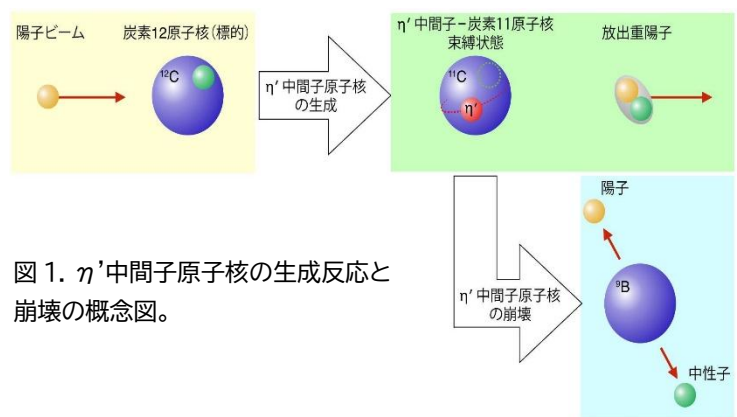 陽子ビーム
炭素12原子核(標的)
¹²C
η′中間子原子核
の生成
η′中間子−炭素11原子核
束縛状態
¹¹C
η′
放出重陽子
陽子
⁹B
中性子
η′中間子原子核
の崩壊
図1. η’中間子原子核の生成反応と
崩壊の概念図。